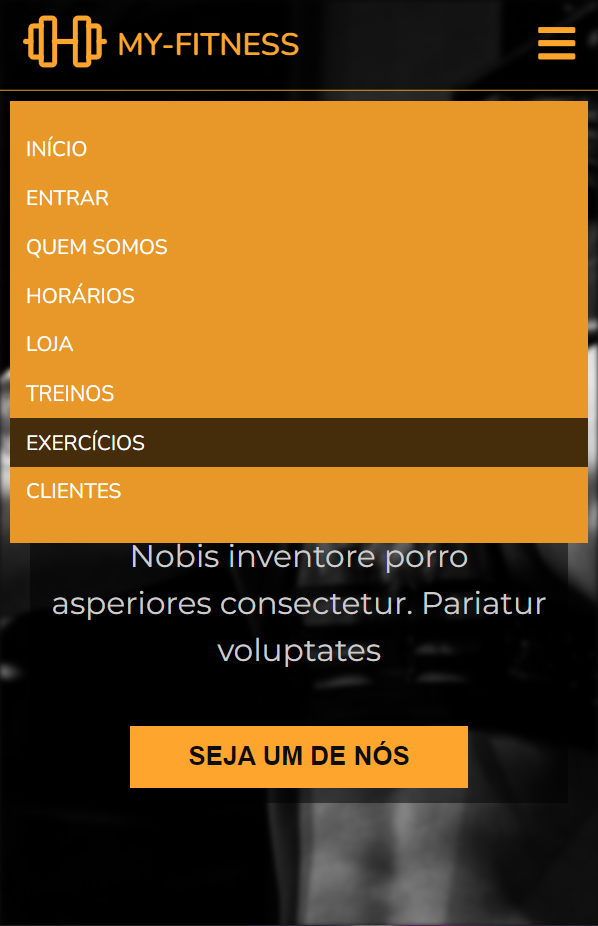 MY-FITNESS
INÍCIO
ENTRAR
QUEM SOMOS
HORÁRIOS
LOJA
TREINOS
EXERCÍCIOS
CLIENTES
Nobis inventore porro
asperiores consectetur. Pariatur
voluptates
SEJA UM DE NÓS